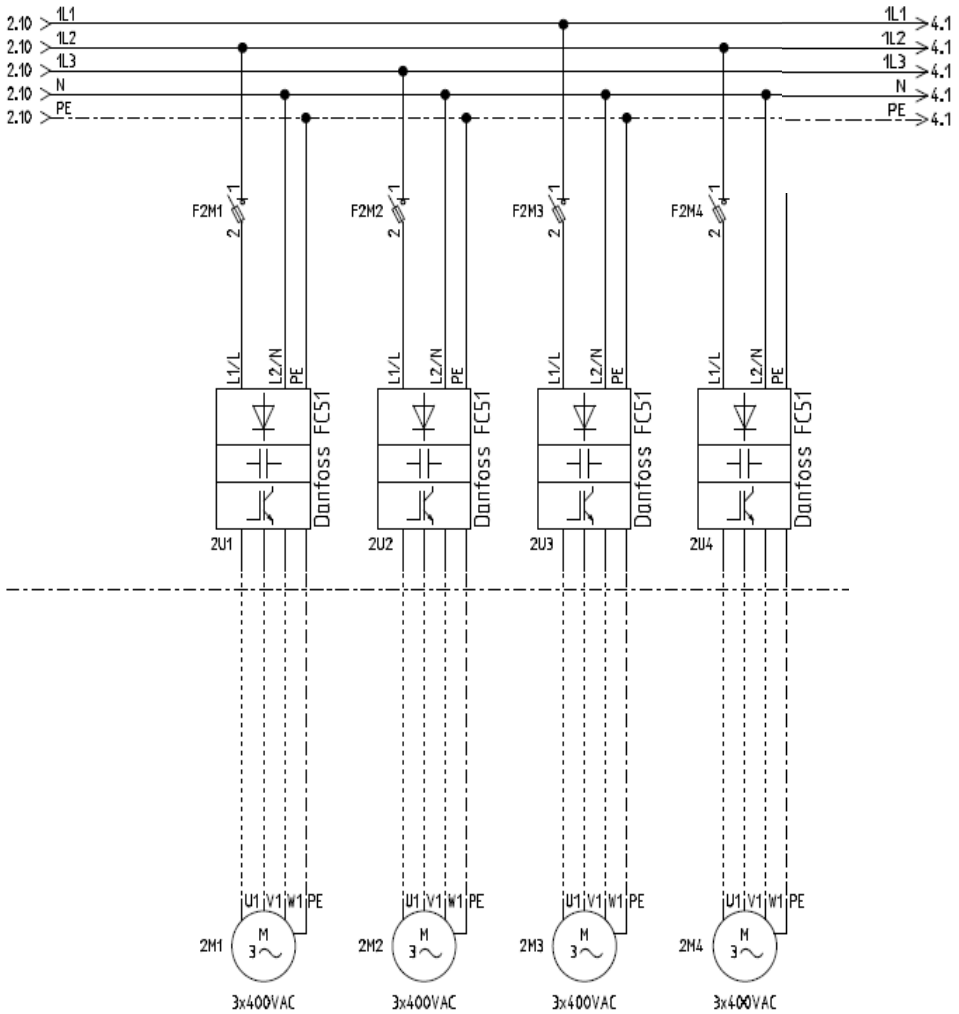 2.10 1L1 1L1 4.1
2.10 1L2 1L2 4.1
2.10 1L3 1L3 4.1
2.10 N N 4.1
2.10 PE PE 4.1
F2M1 1 2 F2M2 1 2 F2M3 1 2 F2M4 1 2
L1/L L2/N PE L1/L L2/N PE L1/L L2/N PE L1/L L2/N PE
Danfoss FC51 Danfoss FC51 Danfoss FC51 Danfoss FC51
2U1 2U2 2U3 2U4
U1 V1 W1 PE U1 V1 W1 PE U1 V1 W1 PE U1 V1 W1 PE
2M1 M 3 2M2 M 3 2M3 M 3 2M4 M 3
3x400VAC 3x400VAC 3x400VAC 3x400VAC